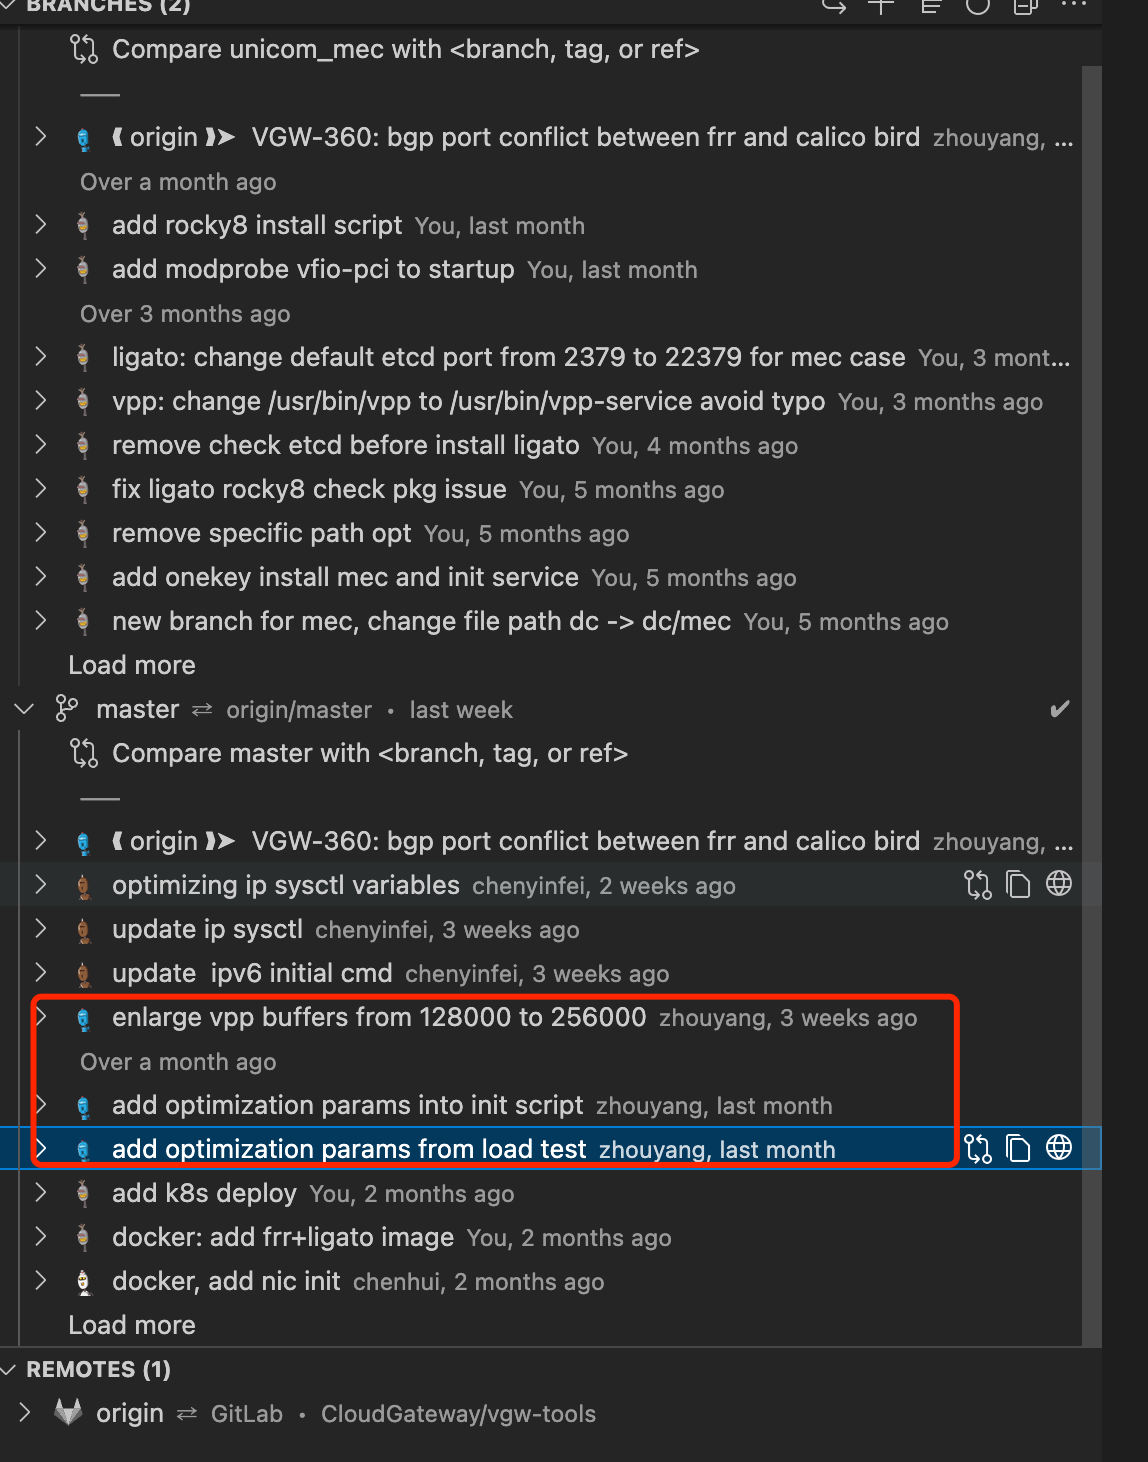 BRANCHES (2)
Compare unicom_mec with <branch, tag, or ref>
⟪ origin ⟫➤ VGW-360: bgp port conflict between frr and calico bird zhouyang, ...
Over a month ago
add rocky8 install script You, last month
add modprobe vfio-pci to startup You, last month
Over 3 months ago
ligato: change default etcd port from 2379 to 22379 for mec case You, 3 mont...
vpp: change /usr/bin/vpp to /usr/bin/vpp-service avoid typo You, 3 months ago
remove check etcd before install ligato You, 4 months ago
fix ligato rocky8 check pkg issue You, 5 months ago
remove specific path opt You, 5 months ago
add onekey install mec and init service You, 5 months ago
new branch for mec, change file path dc -> dc/mec You, 5 months ago
Load more
master ⇄ origin/master • last week ✔
Compare master with <branch, tag, or ref>
⟪ origin ⟫➤ VGW-360: bgp port conflict between frr and calico bird zhouyang, ...
optimizing ip sysctl variables chenyinfei, 2 weeks ago
update ip sysctl chenyinfei, 3 weeks ago
update  ipv6 initial cmd chenyinfei, 3 weeks ago
enlarge vpp buffers from 128000 to 256000 zhouyang, 3 weeks ago
Over a month ago
add optimization params into init script zhouyang, last month
add optimization params from load test zhouyang, last month
add k8s deploy You, 2 months ago
docker: add frr+ligato image You, 2 months ago
docker, add nic init chenhui, 2 months ago
Load more
REMOTES (1)
origin ⇄ GitLab • CloudGateway/vgw-tools